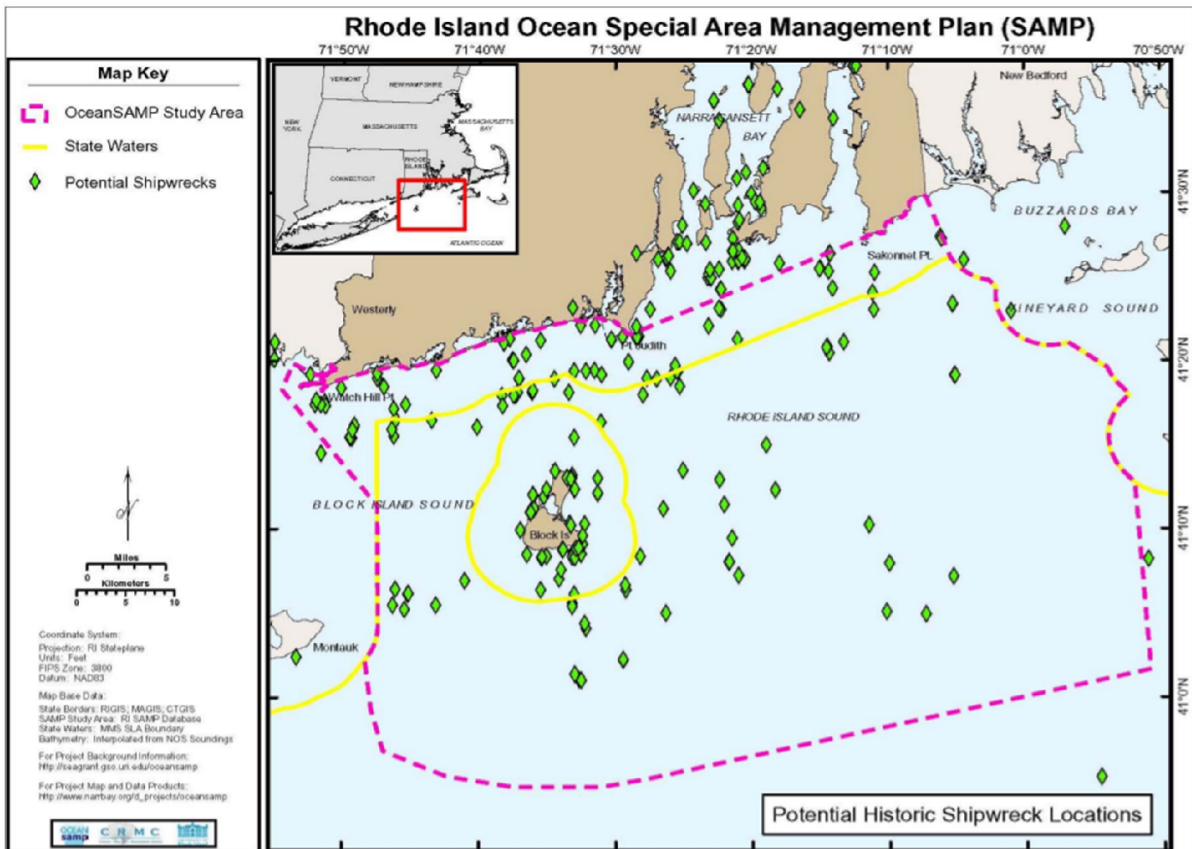 Rhode Island Ocean Special Area Management Plan (SAMP)
71°50'W 71°40'W 71°30'W 71°20'W 71°10'W 71°0'W 70°50'W
Map Key
OceanSAMP Study Area
State Waters
Potential Shipwrecks
VERMONT
NEW HAMPSHIRE
NEW YORK
MASSACHUSETTS
MASSACHUSETTS BAY
CONNECTICUT
RHODE ISLAND
ATLANTIC OCEAN
New Bedford
NARRAGANSETT BAY
41°00'N
BUZZARDS BAY
Sakonnet Pt.
Westerly
VINEYARD SOUND
Pt Judith
41°20'N
Watch Hill Pt.
RHODE ISLAND SOUND
BLOCK ISLAND SOUND
Block Is
41°10'N
Miles
0 5
Kilometers
0 5 10
Montauk
41°0'N
Coordinate System:
Projection: RI Stateplane
Units: Feet
FIPS Zone: 3800
Datum: NAD83
Map Base Data:
State Borders: RIGIS; MAGIS; CTGIS
SAMP Study Area: RI SAMP Database
State Waters: MMS SLA Boundary
Bathymetry: Interpolated from NOS Soundings
For Project Background Information:
http://seagrant.gso.uri.edu/oceansamp
For Project Map and Data Products:
http://www.narrbay.org/d_projects/oceansamp
OCEAN samp
CRMC
Potential Historic Shipwreck Locations